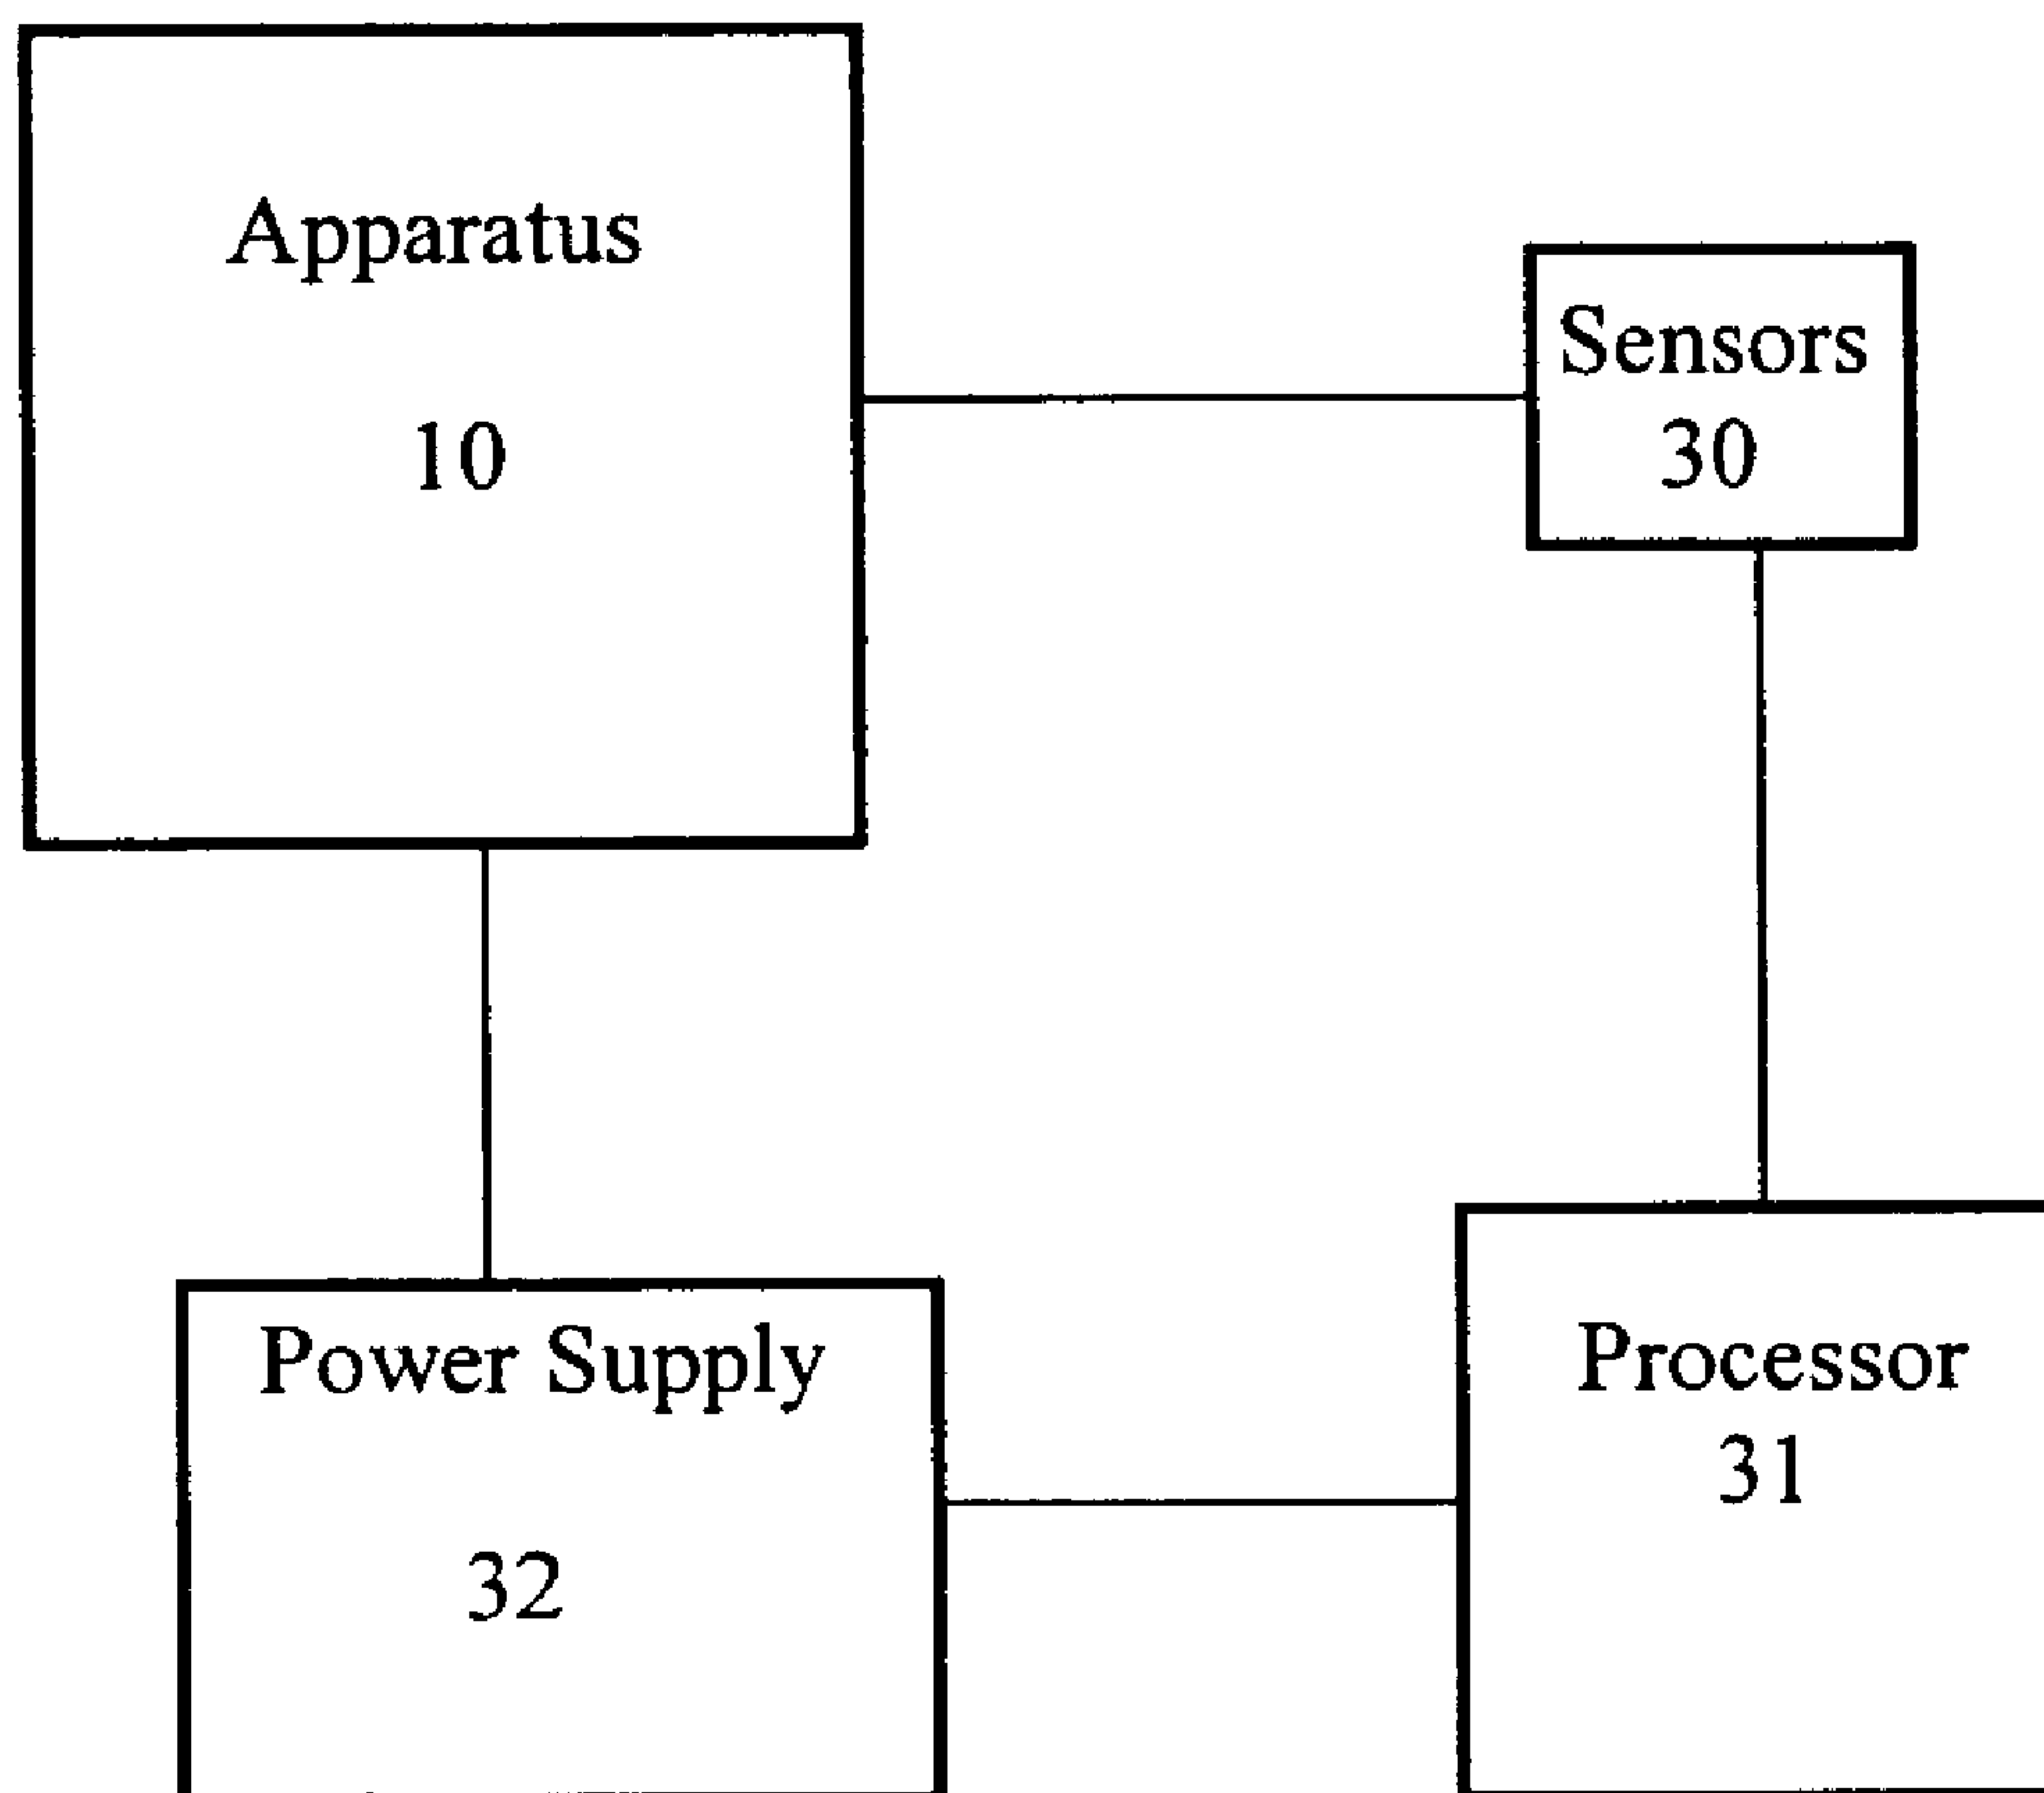 Apparatus
10
Sensors
30
Power Supply
32
Processor
31